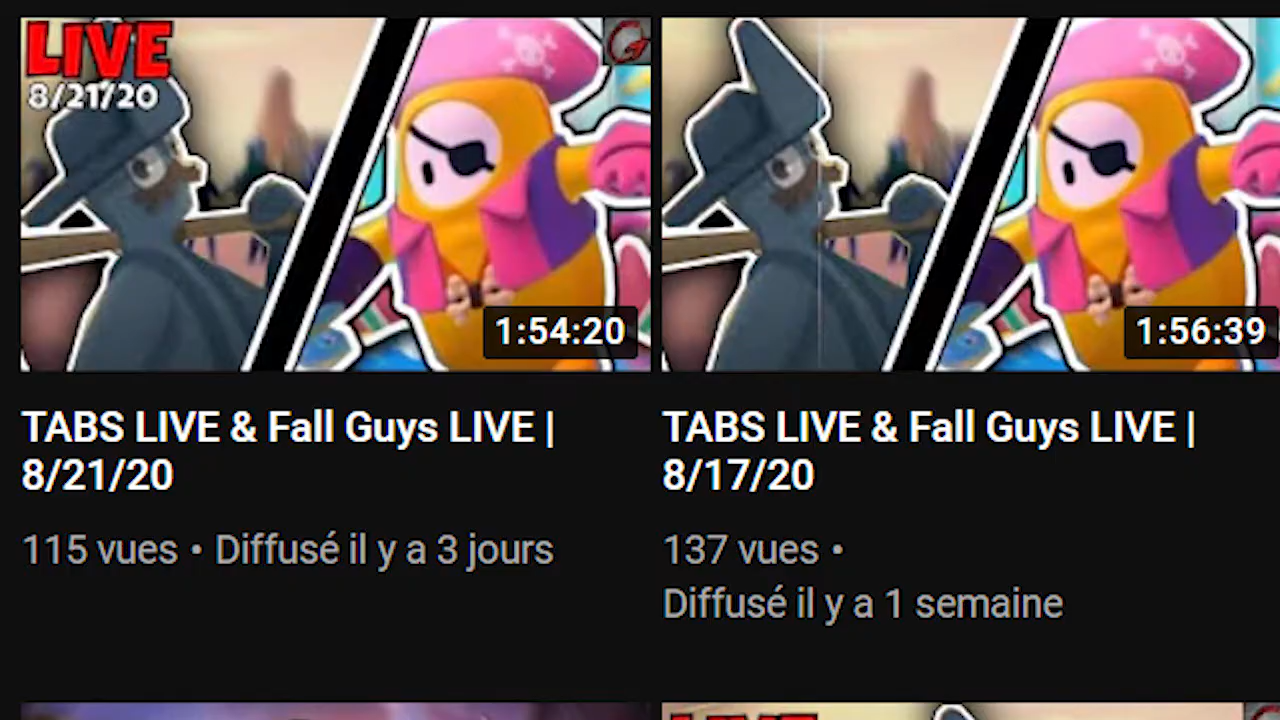 LIVE
8/21/20
1:54:20
1:56:39
TABS LIVE & Fall Guys LIVE |
8/21/20
115 vues • Diffusé il y a 3 jours
TABS LIVE & Fall Guys LIVE |
8/17/20
137 vues •
Diffusé il y a 1 semaine